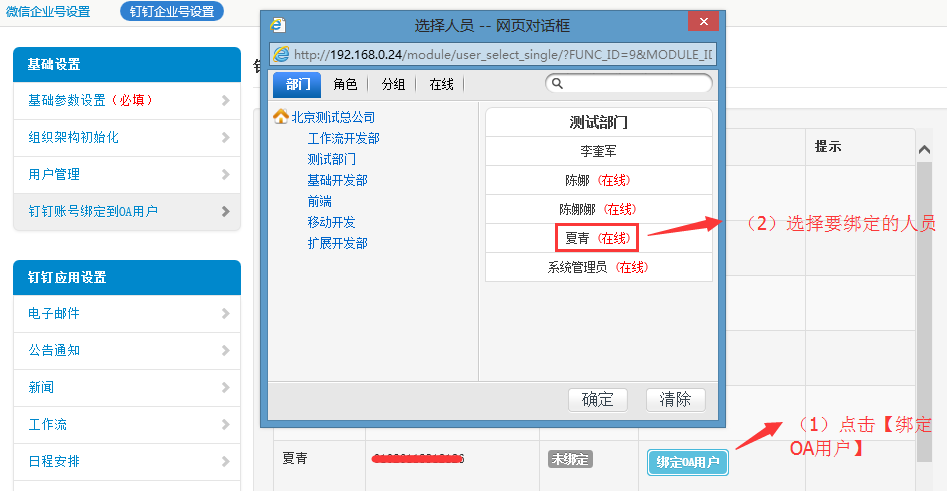 微信企业号设置
钉钉企业号设置
基础设置
基础参数设置（必填）
组织架构初始化
用户管理
钉钉账号绑定到OA用户
钉钉应用设置
电子邮件
公告通知
新闻
工作流
日程安排
选择人员 -- 网页对话框
http://192.168.0.24/module/user_select_single/?FUNC_ID=9&MODULE_ID
部门 角色 分组 在线
北京测试总公司
工作流开发部
测试部门
基础开发部
前端
移动开发
扩展开发部
测试部门
李奎军
陈娜（在线）
陈娜娜（在线）
夏青（在线）
系统管理员（在线）
确定 清除
提示
（2）选择要绑定的人员
（1）点击【绑定
OA用户】
夏青 未绑定 绑定OA用户